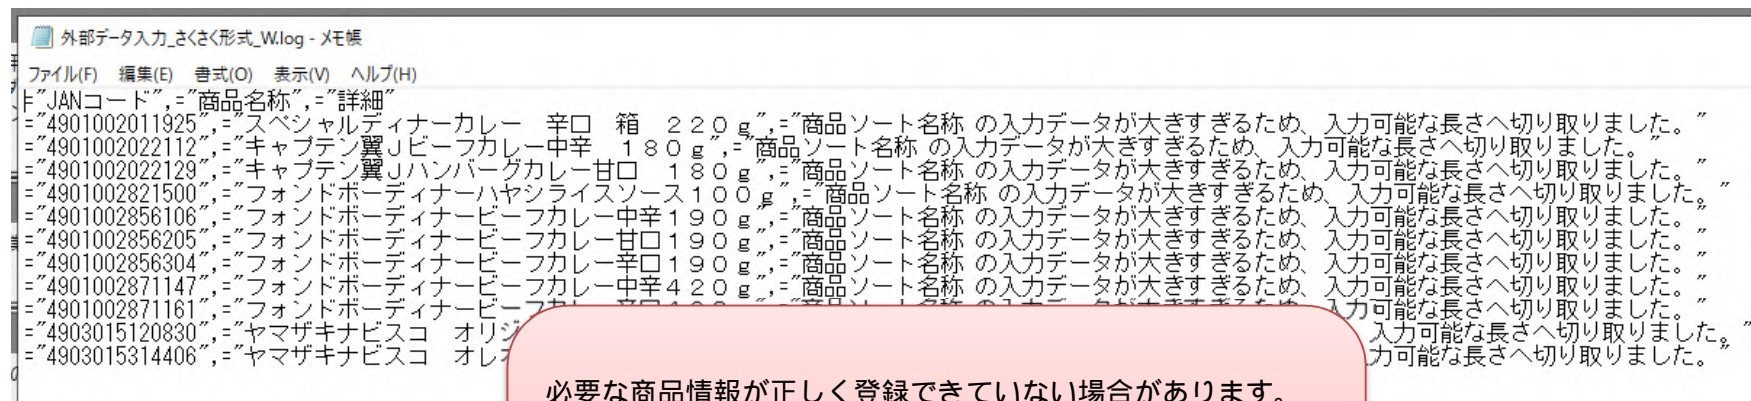 外部データ入力_さくさく形式_W.log - メモ帳
ファイル(F) 編集(E) 書式(O) 表示(V) ヘルプ(H)
="JANコード",="商品名称",="詳細"
="4901002011925",="スペシャルディナーカレー　辛口　箱　２２０ｇ",="商品ソート名称 の入力データが大きすぎるため、入力可能な長さへ切り取りました。"
="4901002022112",="キャプテン翼Ｊビーフカレー中辛　１８０ｇ",="商品ソート名称 の入力データが大きすぎるため、入力可能な長さへ切り取りました。"
="4901002022129",="キャプテン翼Ｊハンバーグカレー甘口　１８０ｇ",="商品ソート名称 の入力データが大きすぎるため、入力可能な長さへ切り取りました。"
="4901002821500",="フォンドボーディナーハヤシライスソース１００ｇ",="商品ソート名称 の入力データが大きすぎるため、入力可能な長さへ切り取りました。"
="4901002856106",="フォンドボーディナービーフカレー中辛１９０ｇ",="商品ソート名称 の入力データが大きすぎるため、入力可能な長さへ切り取りました。"
="4901002856205",="フォンドボーディナービーフカレー甘口１９０ｇ",="商品ソート名称 の入力データが大きすぎるため、入力可能な長さへ切り取りました。"
="4901002856304",="フォンドボーディナービーフカレー辛口１９０ｇ",="商品ソート名称 の入力データが大きすぎるため、入力可能な長さへ切り取りました。"
="4901002871147",="フォンドボーディナービーフカレー中辛４２０ｇ",="商品ソート名称 の入力データが大きすぎるため、入力可能な長さへ切り取りました。"
="4901002871161",="フォンドボーディナービーフカレー 商品ソート名称 の入力データが大きすぎるため、入力可能な長さへ切り取りました。"
="4903015120830",="ヤマザキナビスコ　オリジ 入力可能な長さへ切り取りました。"
="4903015314406",="ヤマザキナビスコ　オレオ 力可能な長さへ切り取りました。"
必要な商品情報が正しく登録できていない場合があります。